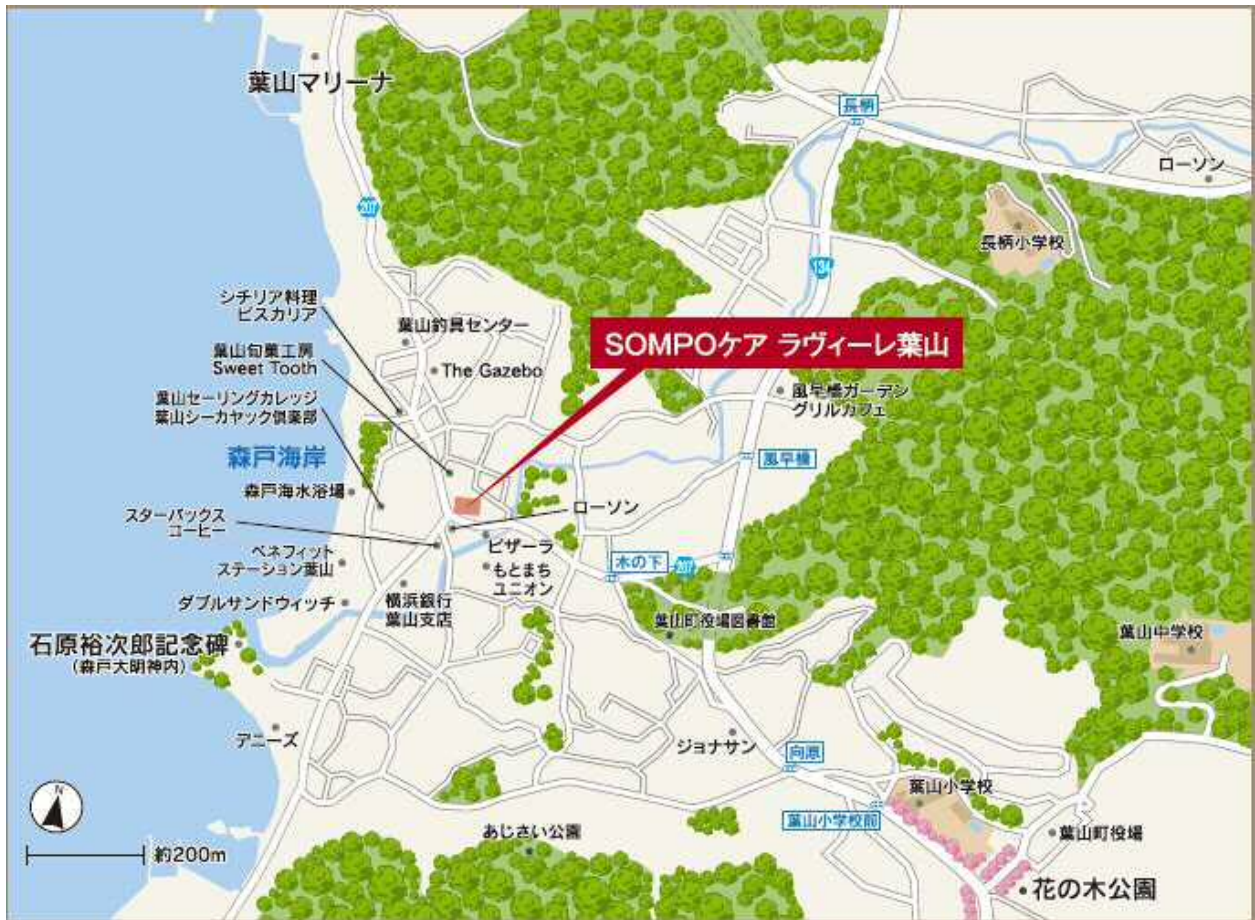 葉山マリーナ
長柄
ローソン
207
長柄小学校
134
シチリア料理
ピスカリア
葉山釣具センター
SOMPOケア ラヴィーレ葉山
葉山旬菓工房
Sweet Tooth
The Gazebo
風早橋ガーデン
グリルカフェ
葉山セーリングカレッジ
葉山シーカヤック倶楽部
森戸海岸
風早橋
森戸海水浴場
スターバックス
コーヒー
ローソン
ピザーラ
ベネフィット
ステーション葉山
もとまち
ユニオン
木の下
207
ダブルサンドウィッチ
横浜銀行
葉山支店
葉山町役場図書館
葉山中学校
石原裕次郎記念碑
(森戸大明神内)
アニーズ
ジョナサン
向原
葉山小学校
N
葉山小学校前
あじさい公園
葉山町役場
約200m
花の木公園